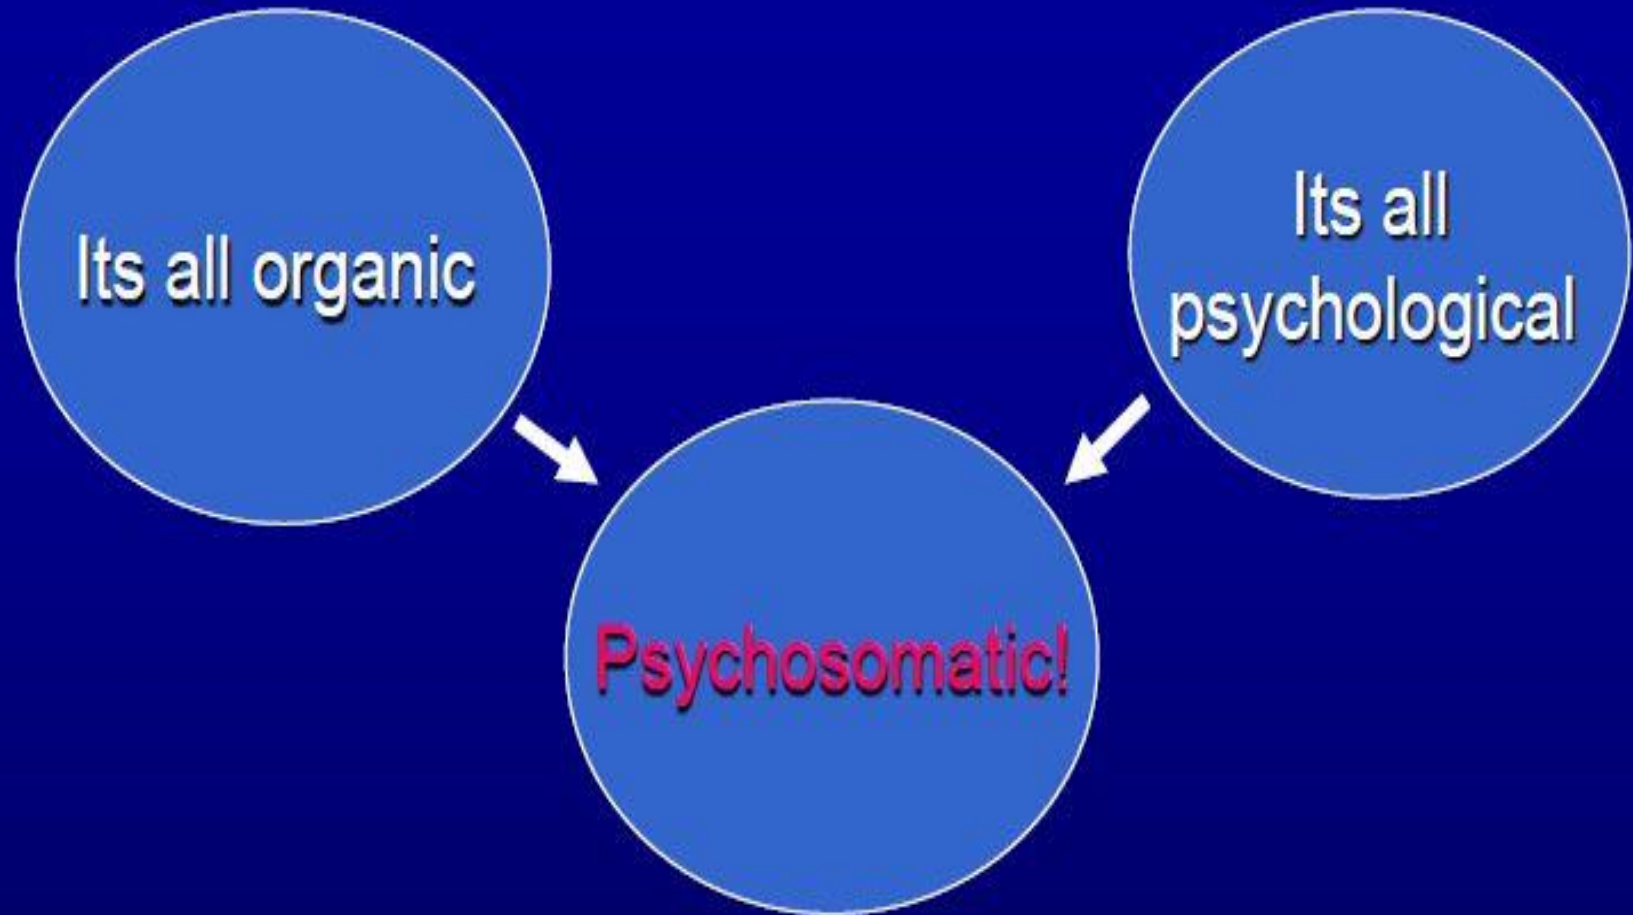 Its all organic
Its all
psychological
Psychosomatic!